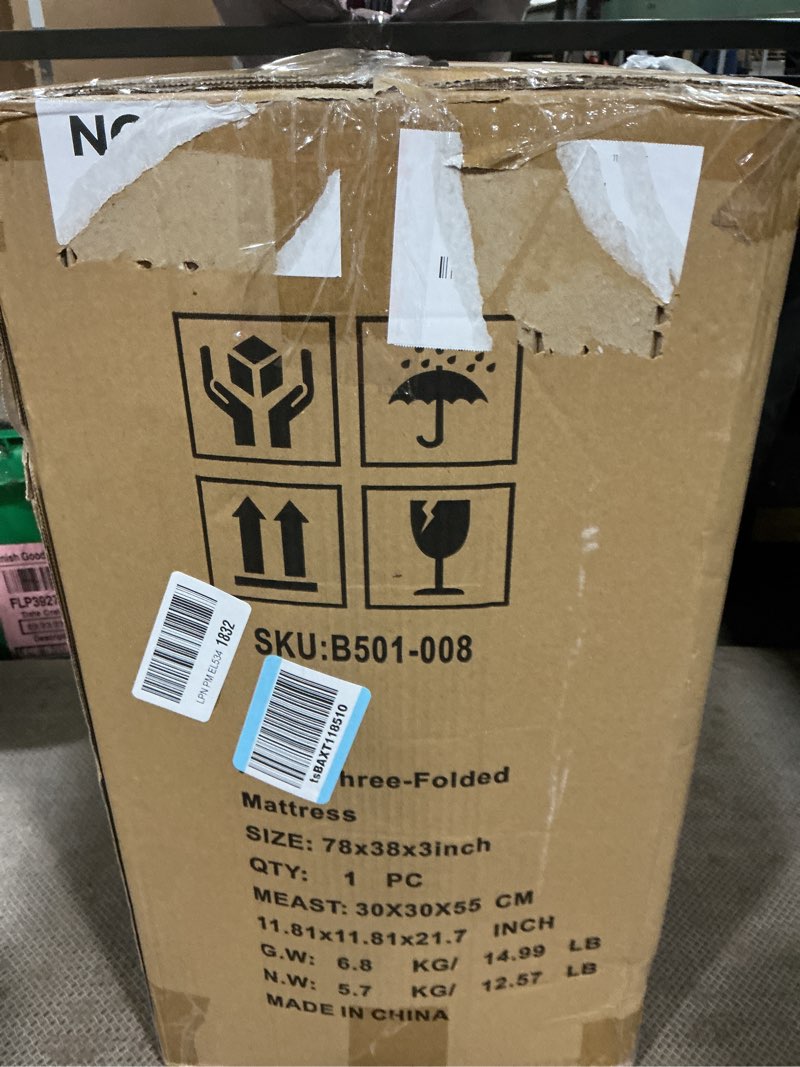 SKU:B501-008
LPN PM EL534 1832
tsBAXT118510
hree-Folded
Mattress
SIZE: 78x38x3inch
QTY: 1 PC
MEAST: 30X30X55 CM
11.81x11.81x21.7 INCH
G.W: 6.8 KG/ 14.99 LB
N.W: 5.7 KG/ 12.57 LB
MADE IN CHINA
FLP392